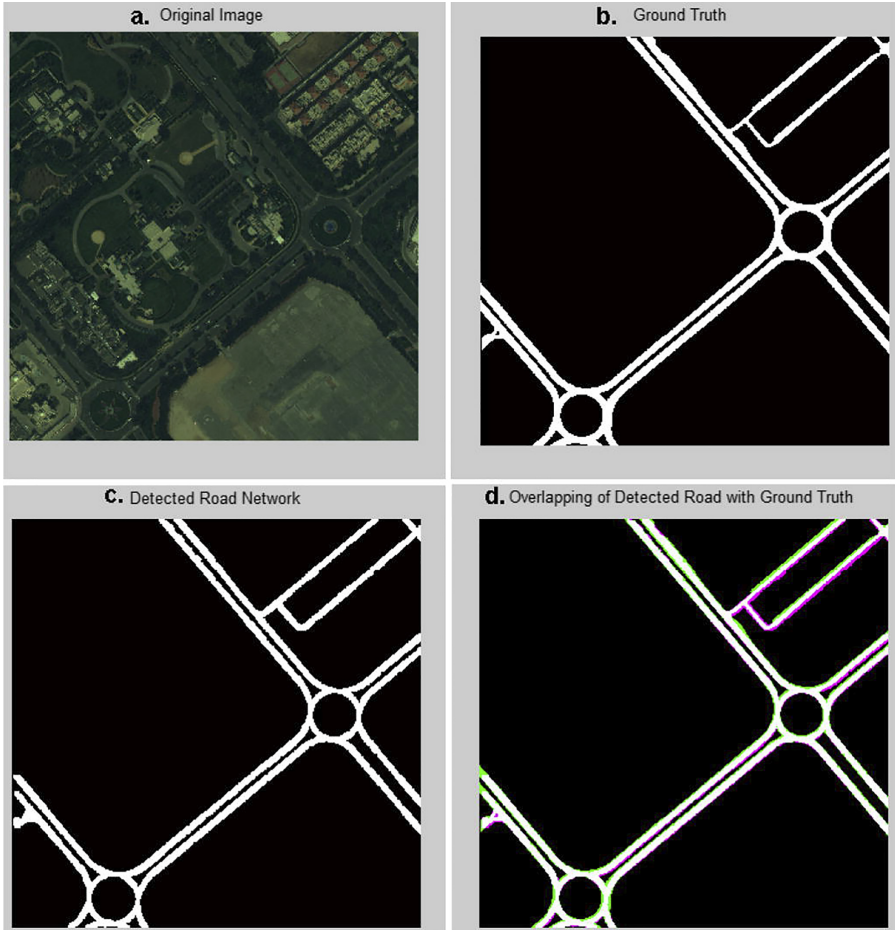 a. Original Image
b. Ground Truth
c. Detected Road Network
d. Overlapping of Detected Road with Ground Truth